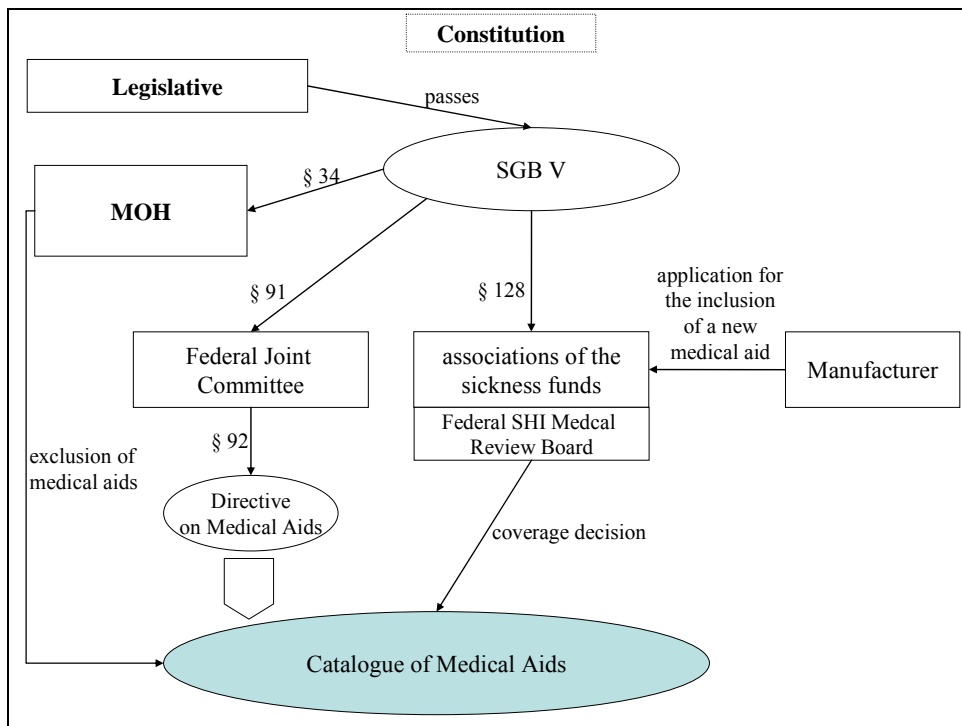 Constitution
Legislative
passes
SGB V
§ 34
MOH
§ 91
§ 128
application for
the inclusion
of a new
medical aid
Federal Joint
Committee
associations of the
sickness funds
Manufacturer
Federal SHI Medcal
Review Board
§ 92
exclusion of
medical aids
Directive
on Medical Aids
coverage decision
Catalogue of Medical Aids